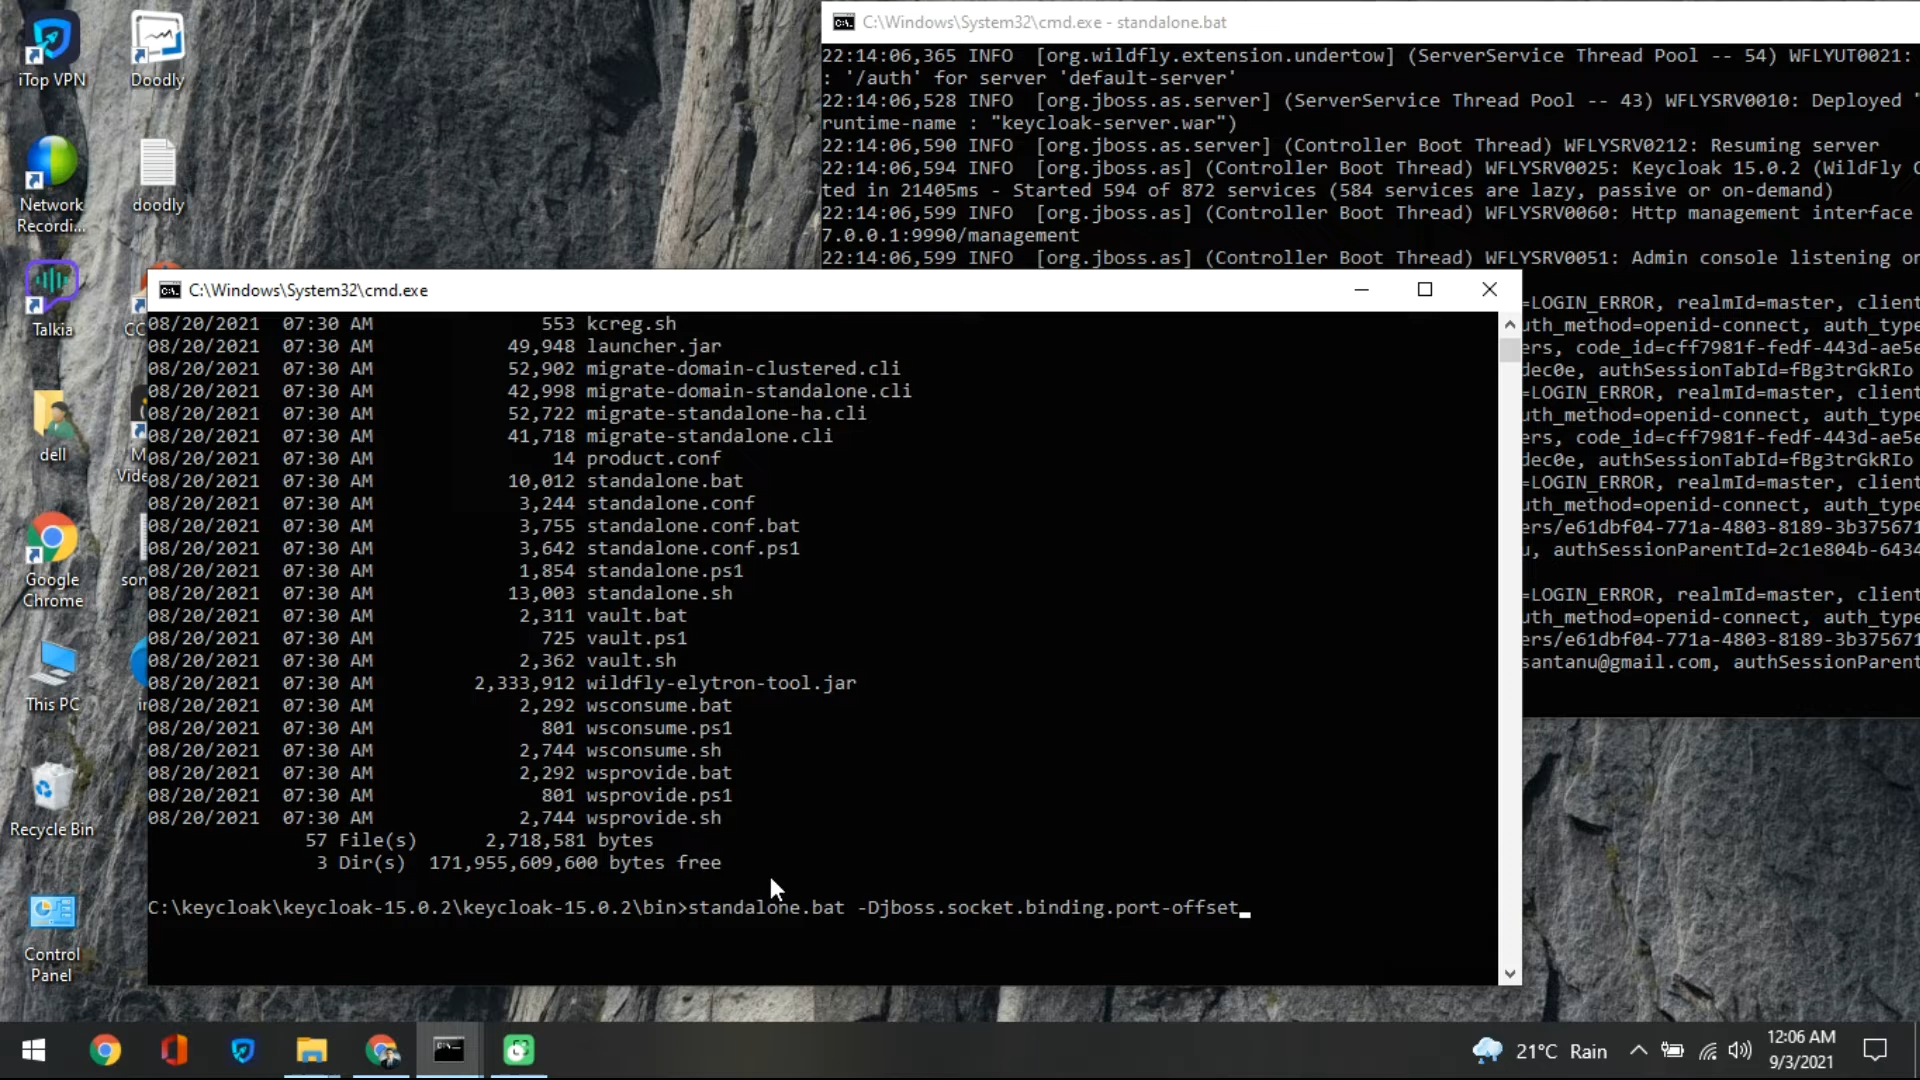 iTop VPN
Doodly
Network
Recordi...
doodly
Talkia
CC
dell
M
Vide
Google
Chrome
son
This PC
Recycle Bin
Control
Panel
C:\Windows\System32\cmd.exe - standalone.bat
22:14:06,365 INFO  [org.wildfly.extension.undertow] (ServerService Thread Pool -- 54) WFLYUT0021:
: '/auth' for server 'default-server'
22:14:06,528 INFO  [org.jboss.as.server] (ServerService Thread Pool -- 43) WFLYSRV0010: Deployed "
runtime-name : "keycloak-server.war")
22:14:06,590 INFO  [org.jboss.as.server] (Controller Boot Thread) WFLYSRV0212: Resuming server
22:14:06,594 INFO  [org.jboss.as] (Controller Boot Thread) WFLYSRV0025: Keycloak 15.0.2 (WildFly C
ted in 21405ms - Started 594 of 872 services (584 services are lazy, passive or on-demand)
22:14:06,599 INFO  [org.jboss.as] (Controller Boot Thread) WFLYSRV0060: Http management interface
7.0.0.1:9990/management
22:14:06,599 INFO  [org.jboss.as] (Controller Boot Thread) WFLYSRV0051: Admin console listening on
=LOGIN_ERROR, realmId=master, client
uth_method=openid-connect, auth_type
ers, code_id=cff7981f-fedf-443d-ae5e
dec0e, authSessionTabId=fBg3trGkRIo
=LOGIN_ERROR, realmId=master, client
uth_method=openid-connect, auth_type
ers, code_id=cff7981f-fedf-443d-ae5e
dec0e, authSessionTabId=fBg3trGkRIo
=LOGIN_ERROR, realmId=master, client
uth_method=openid-connect, auth_type
ers/e61dbf04-771a-4803-8189-3b375671
u, authSessionParentId=2c1e804b-6434
=LOGIN_ERROR, realmId=master, client
uth_method=openid-connect, auth_type
ers/e61dbf04-771a-4803-8189-3b375671
santanu@gmail.com, authSessionParent
C:\Windows\System32\cmd.exe
08/20/2021  07:30 AM               553 kcreg.sh
08/20/2021  07:30 AM            49,948 launcher.jar
08/20/2021  07:30 AM            52,902 migrate-domain-clustered.cli
08/20/2021  07:30 AM            42,998 migrate-domain-standalone.cli
08/20/2021  07:30 AM            52,722 migrate-standalone-ha.cli
08/20/2021  07:30 AM            41,718 migrate-standalone.cli
08/20/2021  07:30 AM                14 product.conf
08/20/2021  07:30 AM            10,012 standalone.bat
08/20/2021  07:30 AM             3,244 standalone.conf
08/20/2021  07:30 AM             3,755 standalone.conf.bat
08/20/2021  07:30 AM             3,642 standalone.conf.ps1
08/20/2021  07:30 AM             1,854 standalone.ps1
08/20/2021  07:30 AM            13,003 standalone.sh
08/20/2021  07:30 AM             2,311 vault.bat
08/20/2021  07:30 AM               725 vault.ps1
08/20/2021  07:30 AM             2,362 vault.sh
08/20/2021  07:30 AM         2,333,912 wildfly-elytron-tool.jar
08/20/2021  07:30 AM             2,292 wsconsume.bat
08/20/2021  07:30 AM               801 wsconsume.ps1
08/20/2021  07:30 AM             2,744 wsconsume.sh
08/20/2021  07:30 AM             2,292 wsprovide.bat
08/20/2021  07:30 AM               801 wsprovide.ps1
08/20/2021  07:30 AM             2,744 wsprovide.sh
57 File(s)      2,718,581 bytes
3 Dir(s)  171,955,609,600 bytes free
C:\keycloak\keycloak-15.0.2\keycloak-15.0.2\bin>standalone.bat -Djboss.socket.binding.port-offset
21°C Rain
12:06 AM
9/3/2021